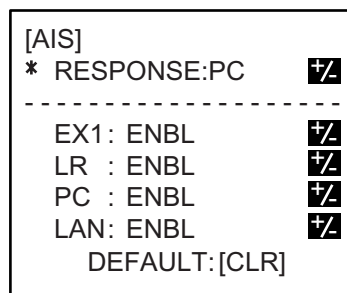 [AIS]
* RESPONSE:PC +/-
- - - - - - - - - - - - - - - - - - - - -
EX1: ENBL +/-
LR : ENBL +/-
PC : ENBL +/-
LAN: ENBL +/-
DEFAULT:[CLR]